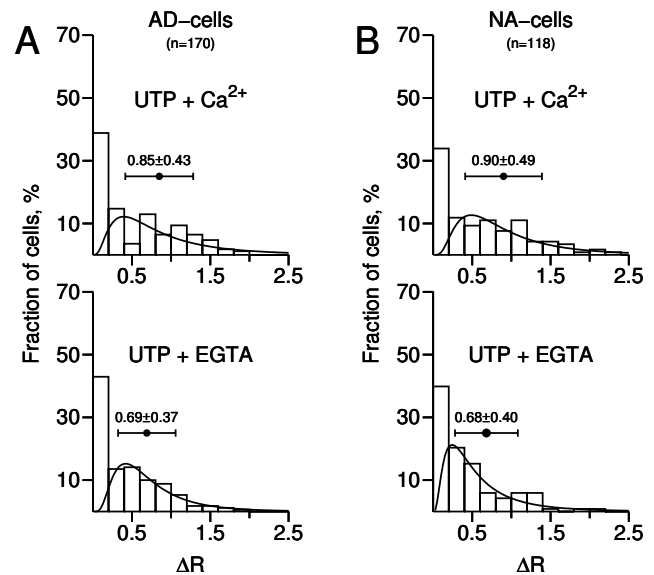 A
AD–cells
(n=170)
UTP + Ca2+
0.85±0.43
70
50
30
10
0.5
1.5
2.5
B
NA–cells
(n=118)
UTP + Ca2+
0.90±0.49
70
50
30
10
0.5
1.5
2.5
Fraction of cells, %
UTP + EGTA
0.69±0.37
70
50
30
10
0.5
1.5
2.5
ΔR
Fraction of cells, %
UTP + EGTA
0.68±0.40
70
50
30
10
0.5
1.5
2.5
ΔR